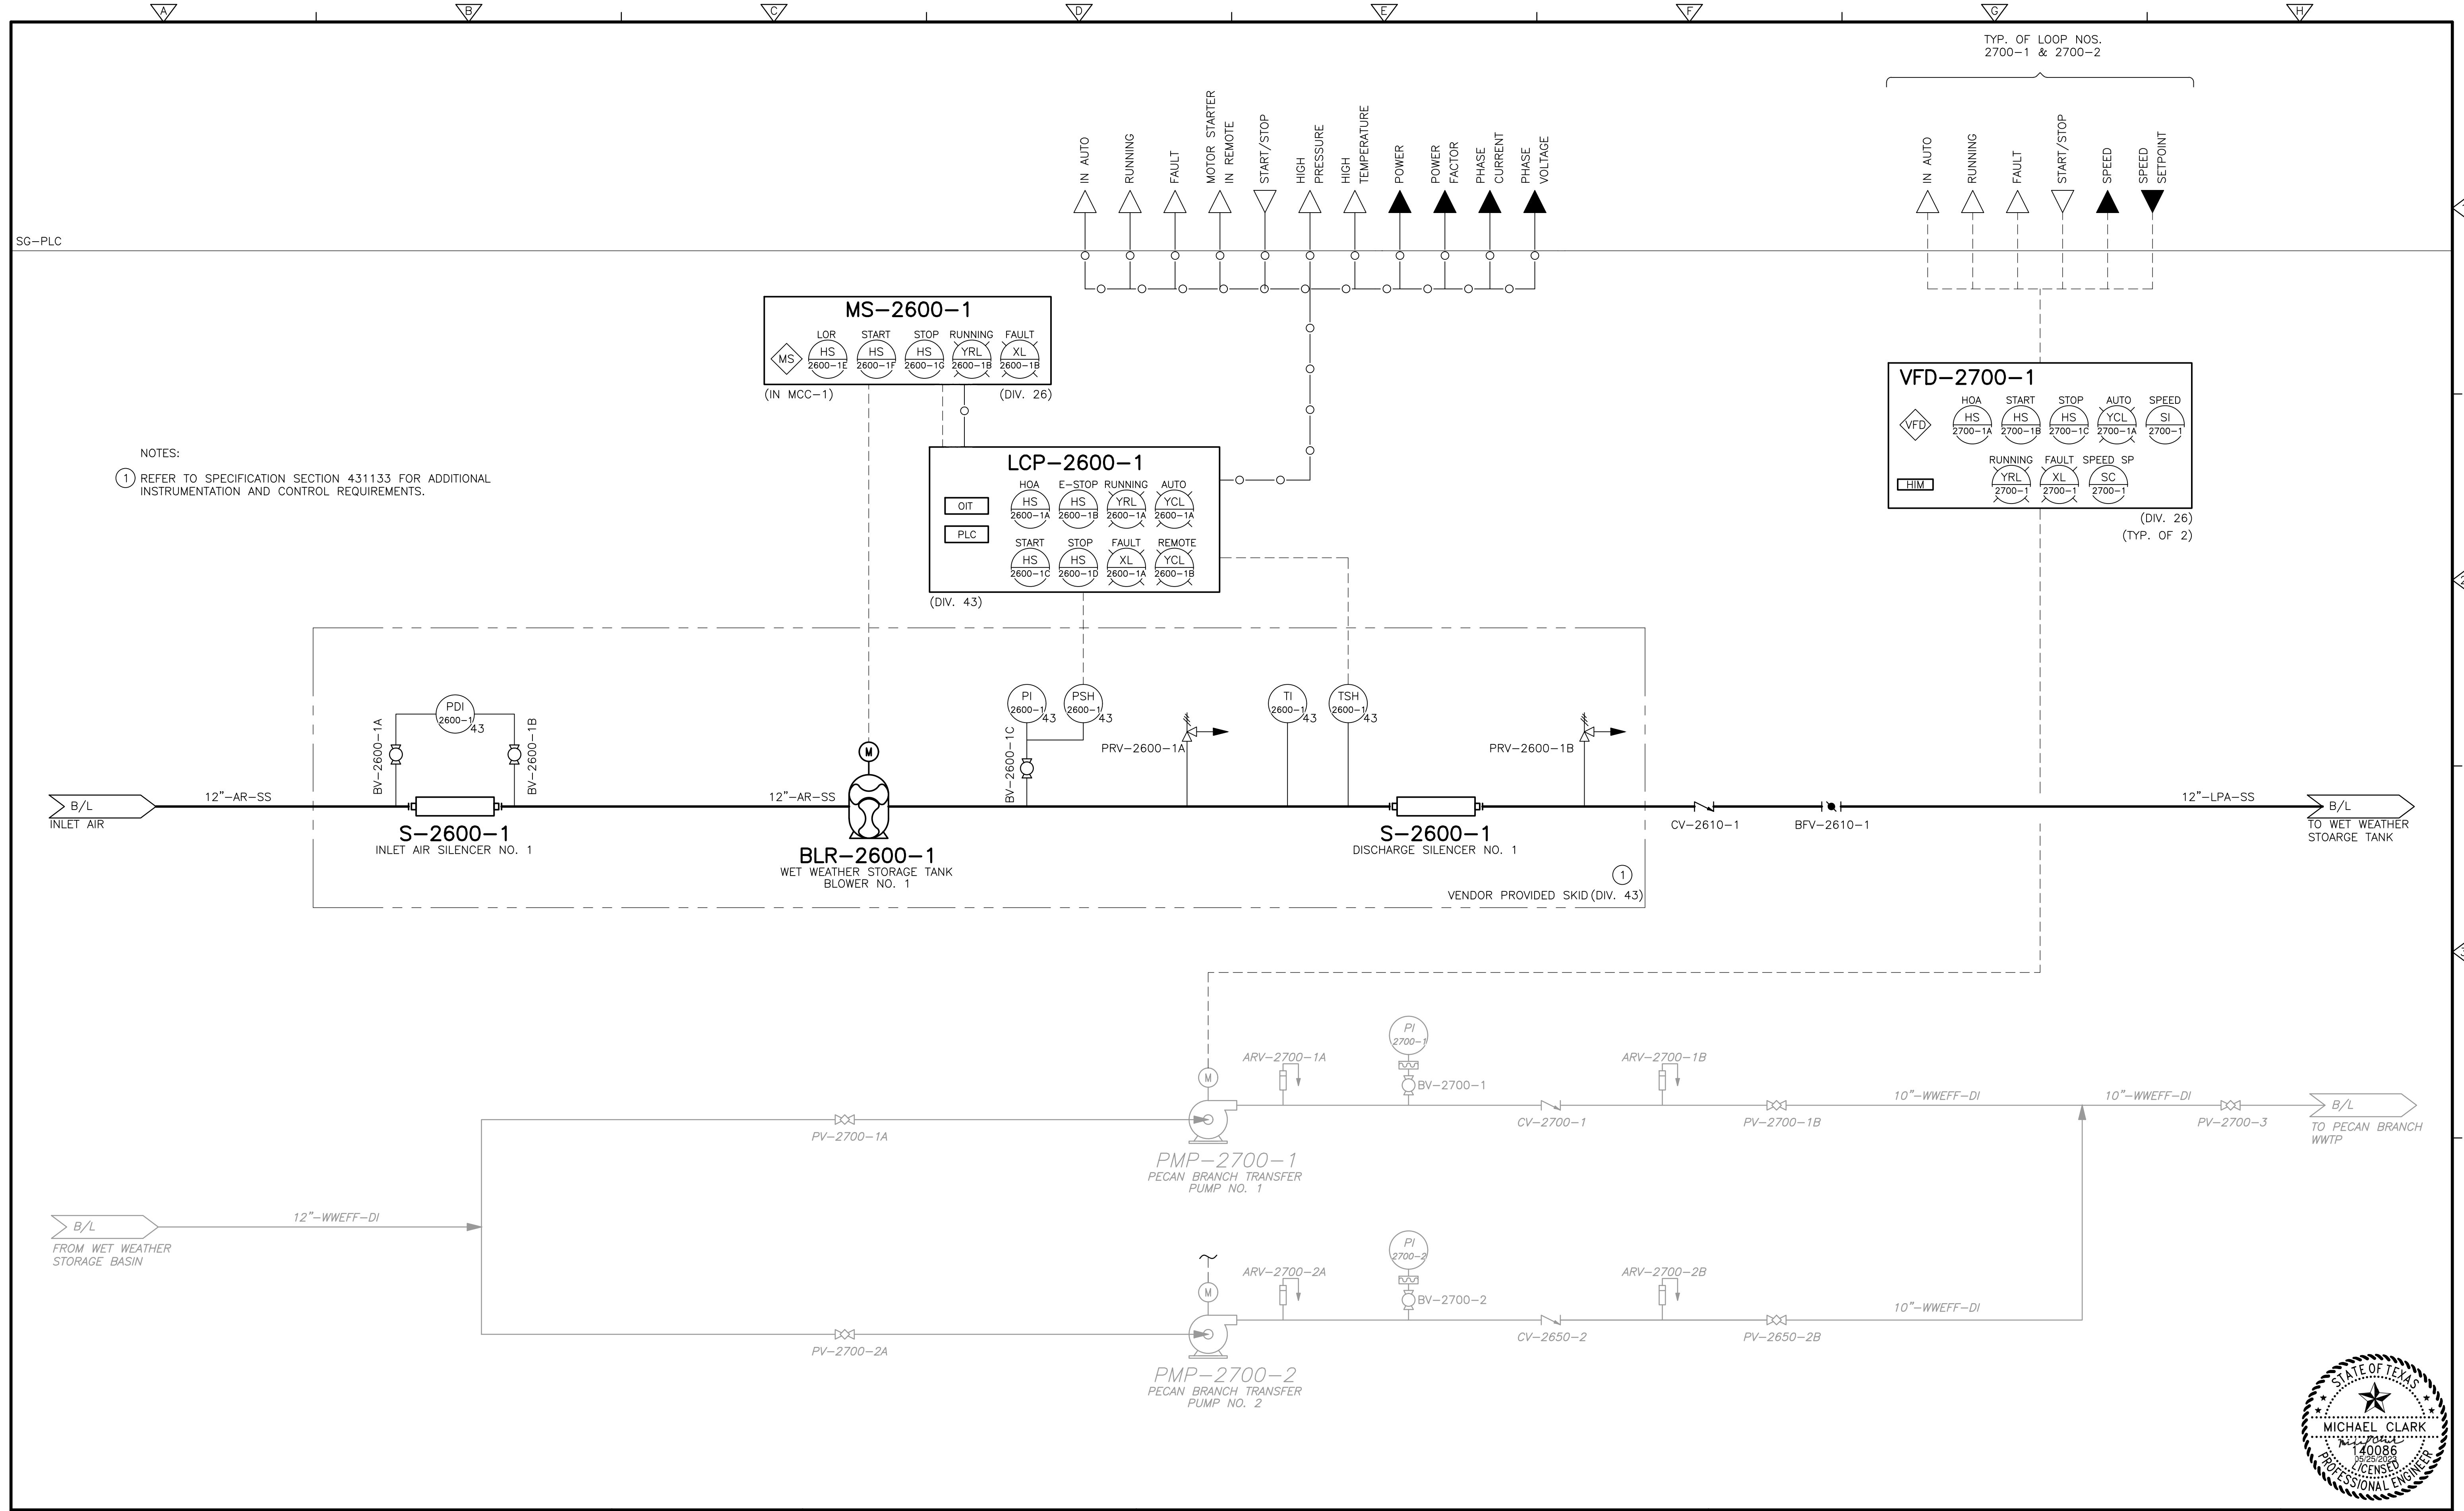 A
B
C
D
E
F
G
H
TYP. OF LOOP NOS.
2700-1 & 2700-2
IN AUTO
RUNNING
FAULT
MOTOR STARTER
IN REMOTE
START/STOP
HIGH
PRESSURE
HIGH
TEMPERATURE
POWER
POWER
FACTOR
PHASE
CURRENT
PHASE
VOLTAGE
IN AUTO
RUNNING
FAULT
START/STOP
SPEED
SPEED
SETPOINT
SG-PLC
MS-2600-1
LOR START STOP RUNNING FAULT
MS HS HS HS YRL XL
2600-1E 2600-1F 2600-1G 2600-1B 2600-1B
(IN MCC-1) (DIV. 26)
VFD-2700-1
HOA START STOP AUTO SPEED
VFD HS HS HS YCL SI
2700-1A 2700-1B 2700-1C 2700-1A 2700-1
RUNNING FAULT SPEED SP
HIM YRL XL SC
2700-1 2700-1 2700-1
(DIV. 26)
(TYP. OF 2)
NOTES:
1 REFER TO SPECIFICATION SECTION 431133 FOR ADDITIONAL
INSTRUMENTATION AND CONTROL REQUIREMENTS.
LCP-2600-1
HOA E-STOP RUNNING AUTO
OIT HS HS YRL YCL
2600-1A 2600-1B 2600-1A 2600-1A
PLC
START STOP FAULT REMOTE
HS HS XL YCL
2600-1C 2600-1D 2600-1A 2600-1B
(DIV. 43)
PDI
2600-1
43
BV-2600-1A
BV-2600-1B
M
PI
2600-1
43
PSH
2600-1
43
BV-2600-1C
PRV-2600-1A
TI
2600-1
43
TSH
2600-1
43
PRV-2600-1B
B/L
INLET AIR
12"-AR-SS
S-2600-1
INLET AIR SILENCER NO. 1
12"-AR-SS
BLR-2600-1
WET WEATHER STORAGE TANK
BLOWER NO. 1
S-2600-1
DISCHARGE SILENCER NO. 1
CV-2610-1
BFV-2610-1
12"-LPA-SS
B/L
TO WET WEATHER
STOARGE TANK
1
VENDOR PROVIDED SKID (DIV. 43)
M
ARV-2700-1A
PI
2700-1
BV-2700-1
ARV-2700-1B
10"-WWEFF-DI
10"-WWEFF-DI
B/L
PV-2700-1A
CV-2700-1
PV-2700-1B
PV-2700-3
TO PECAN BRANCH
WWTP
PMP-2700-1
PECAN BRANCH TRANSFER
PUMP NO. 1
B/L
12"-WWEFF-DI
FROM WET WEATHER
STORAGE BASIN
M
ARV-2700-2A
PI
2700-2
BV-2700-2
ARV-2700-2B
10"-WWEFF-DI
PV-2700-2A
CV-2650-2
PV-2650-2B
PMP-2700-2
PECAN BRANCH TRANSFER
PUMP NO. 2
STATE OF TEXAS
MICHAEL CLARK
140086
LICENSED
PROFESSIONAL ENGINEER